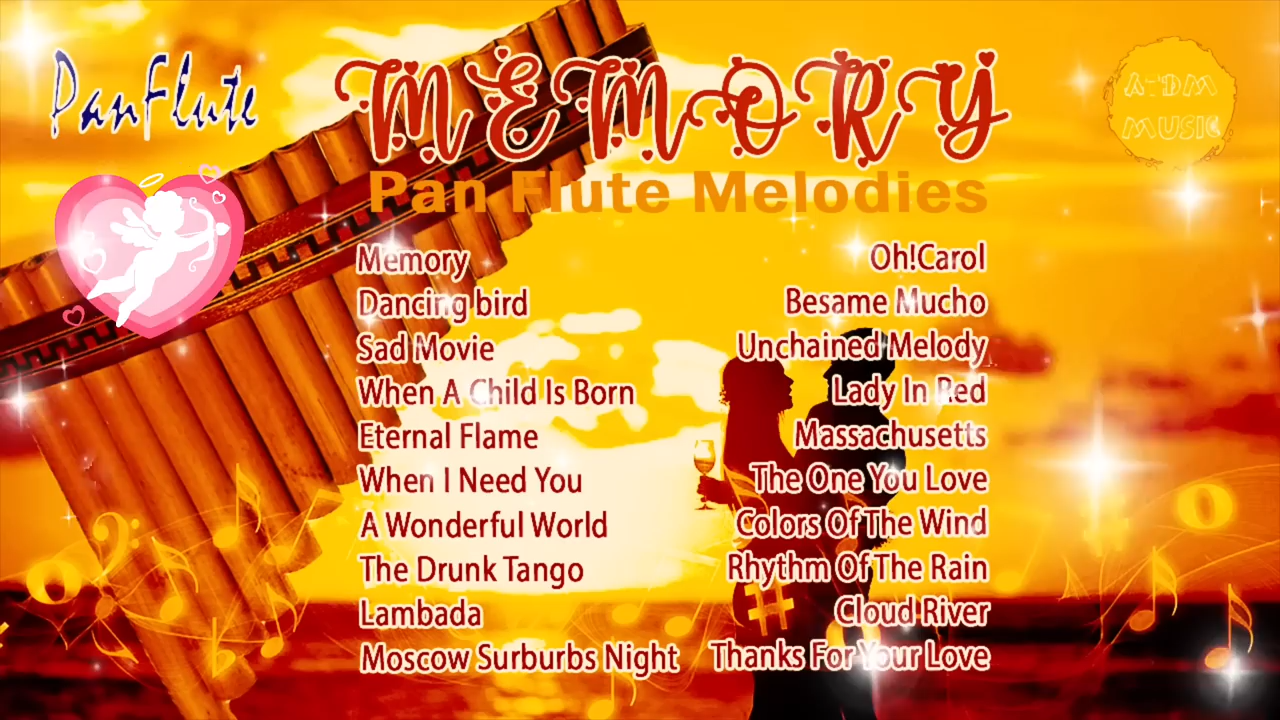 PanFlute
MEMORY
A-DM
MUSIC
Pan Flute Melodies
Memory
Dancing bird
Sad Movie
When A Child Is Born
Eternal Flame
When I Need You
A Wonderful World
The Drunk Tango
Lambada
Moscow Surburbs Night
Oh!Carol
Besame Mucho
Unchained Melody
Lady In Red
Massachusetts
The One You Love
Colors Of The Wind
Rhythm Of The Rain
Cloud River
Thanks For Your Love